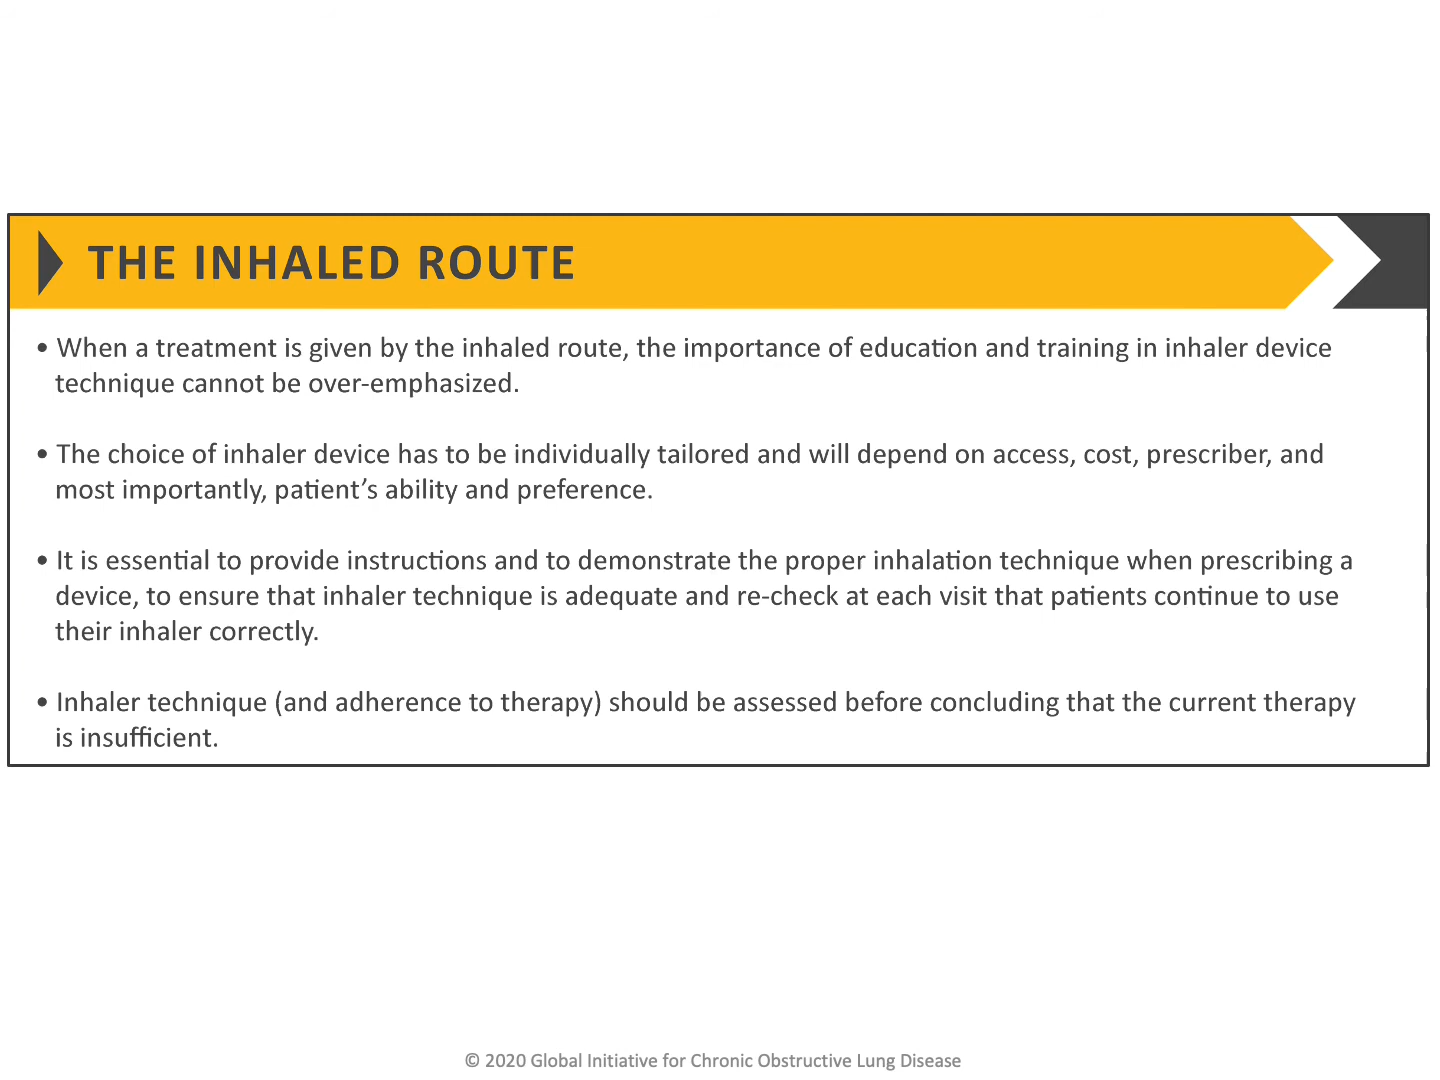 THE INHALED ROUTE
• When a treatment is given by the inhaled route, the importance of education and training in inhaler device
technique cannot be over-emphasized.
• The choice of inhaler device has to be individually tailored and will depend on access, cost, prescriber, and
most importantly, patient’s ability and preference.
• It is essential to provide instructions and to demonstrate the proper inhalation technique when prescribing a
device, to ensure that inhaler technique is adequate and re-check at each visit that patients continue to use
their inhaler correctly.
• Inhaler technique (and adherence to therapy) should be assessed before concluding that the current therapy
is insufficient.
© 2020 Global Initiative for Chronic Obstructive Lung Disease